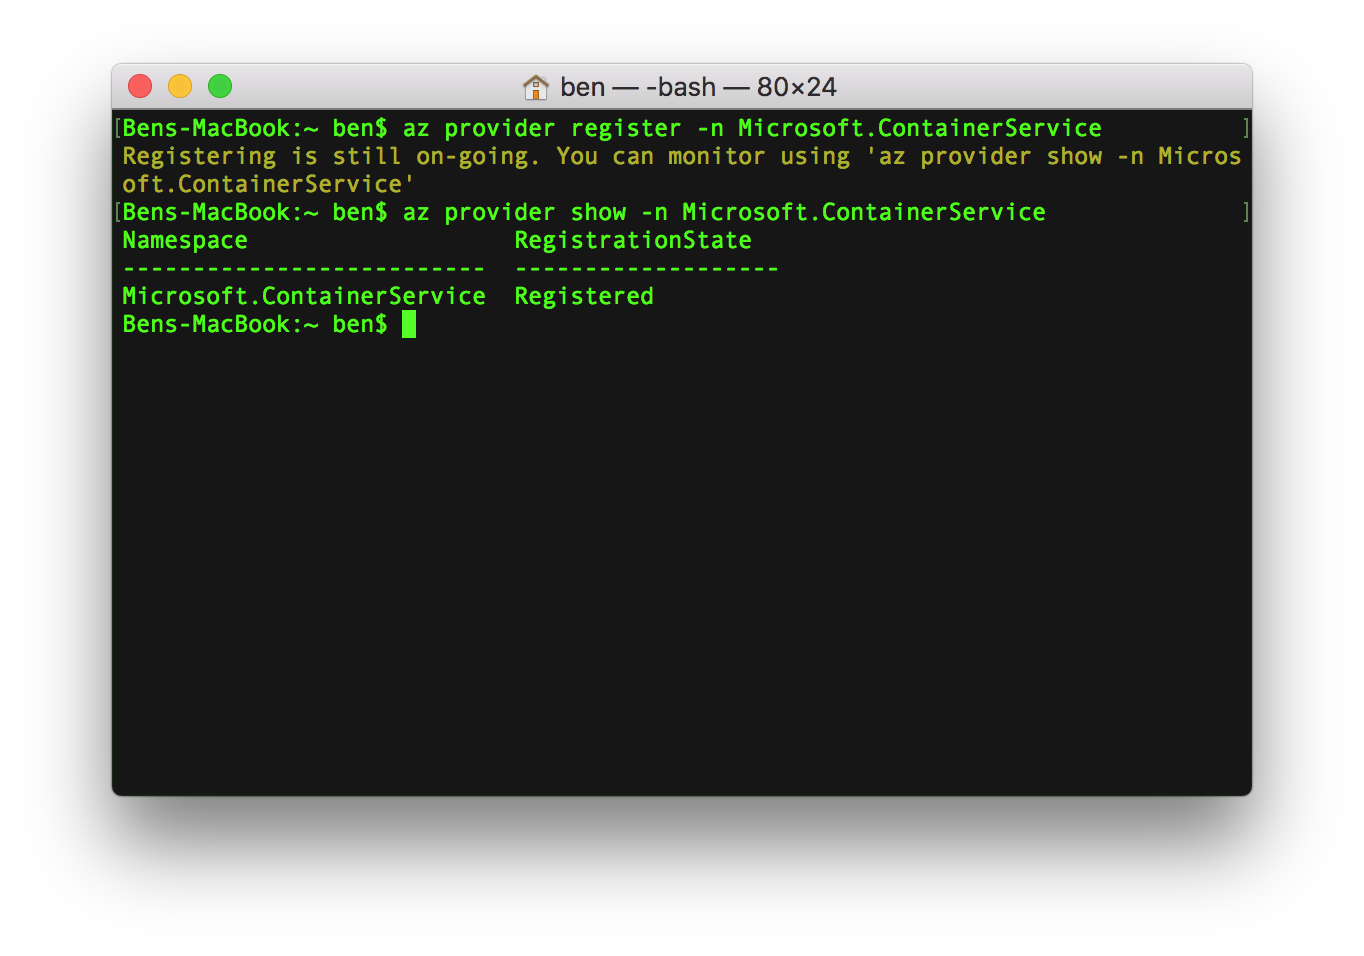 ben — -bash — 80×24
[Bens-MacBook:~ ben$ az provider register -n Microsoft.ContainerService ]
Registering is still on-going. You can monitor using 'az provider show -n Micros
oft.ContainerService'
[Bens-MacBook:~ ben$ az provider show -n Microsoft.ContainerService ]
Namespace RegistrationState
-------------------------- -------------------
Microsoft.ContainerService Registered
Bens-MacBook:~ ben$